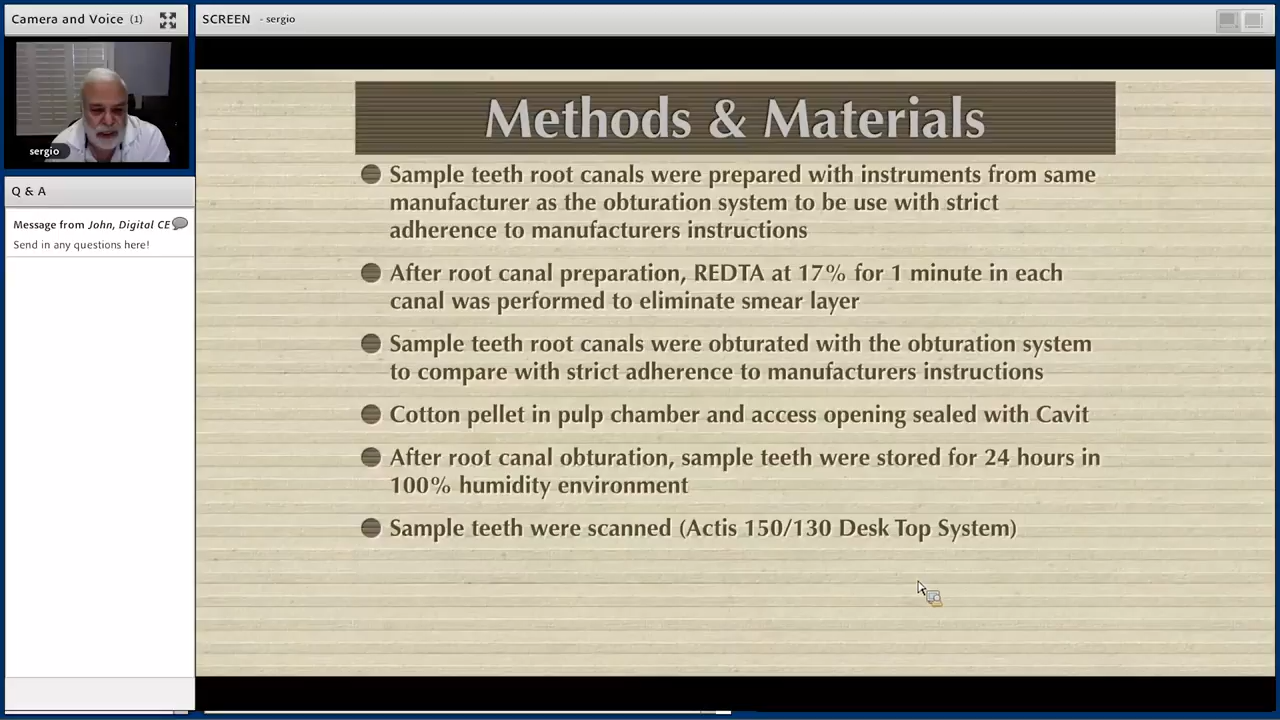 Camera and Voice (1)
SCREEN - sergio
sergio
Q & A
Message from John, Digital CE
Send in any questions here!
Methods & Materials
Sample teeth root canals were prepared with instruments from same
manufacturer as the obturation system to be use with strict
adherence to manufacturers instructions
After root canal preparation, REDTA at 17% for 1 minute in each
canal was performed to eliminate smear layer
Sample teeth root canals were obturated with the obturation system
to compare with strict adherence to manufacturers instructions
Cotton pellet in pulp chamber and access opening sealed with Cavit
After root canal obturation, sample teeth were stored for 24 hours in
100% humidity environment
Sample teeth were scanned (Actis 150/130 Desk Top System)